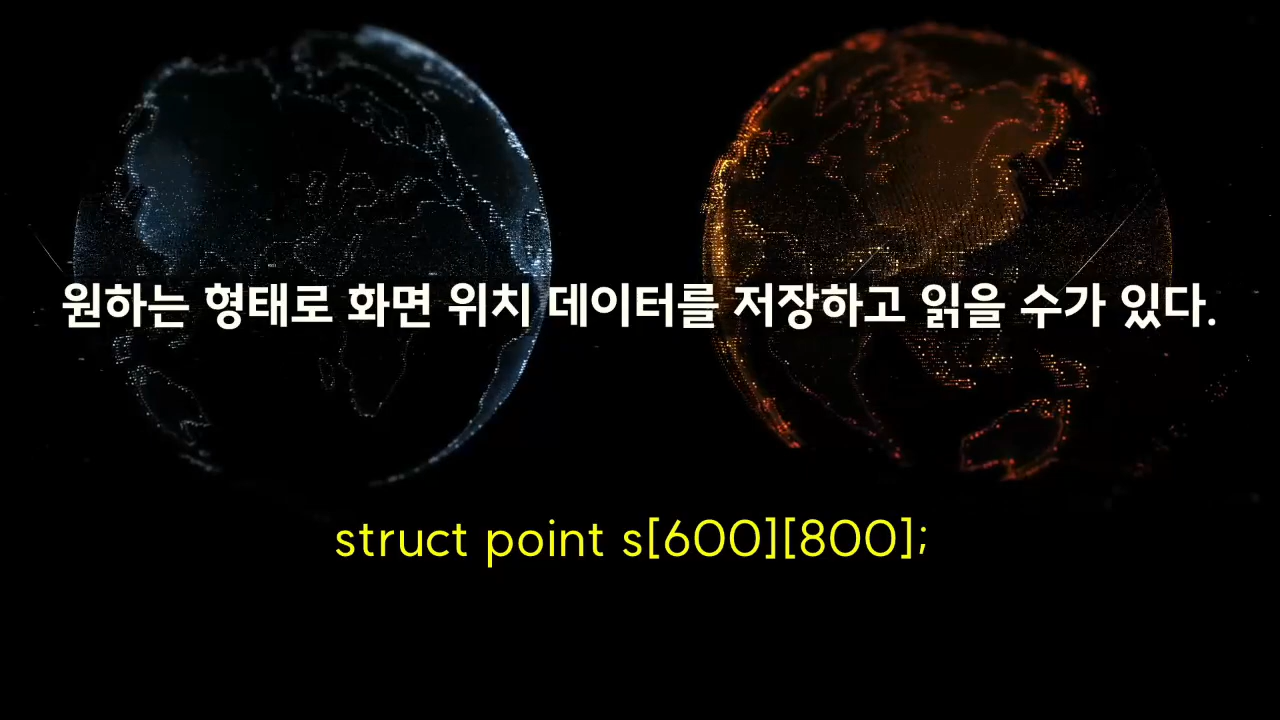 원하는 형태로 화면 위치 데이터를 저장하고 읽을 수가 있다.
struct point s[600][800];